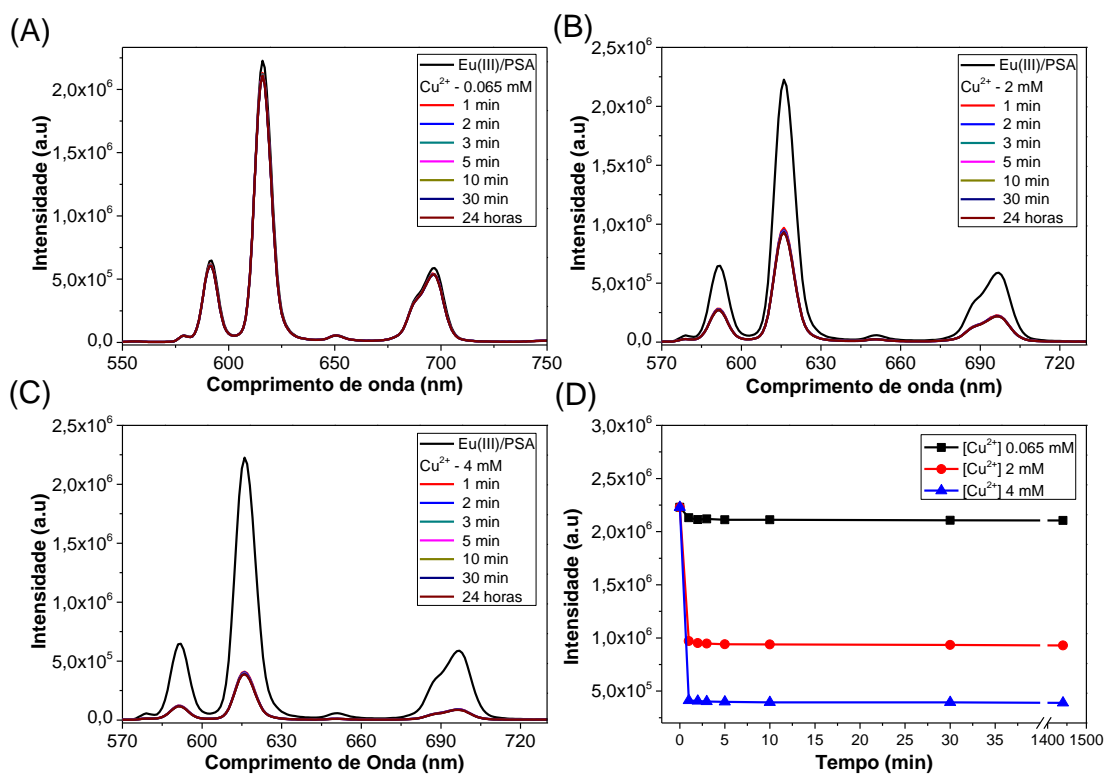 (A)
Intensidade (a.u)
2,0x10⁶
1,5x10⁶
1,0x10⁶
5,0x10⁵
0,0
550 600 650 700 750
Comprimento de onda (nm)
Eu(III)/PSA
Cu²⁺ - 0.065 mM
1 min
2 min
3 min
5 min
10 min
30 min
24 horas
(B)
Intensidade (a.u)
2,5x10⁶
2,0x10⁶
1,5x10⁶
1,0x10⁶
5,0x10⁵
0,0
570 600 630 660 690 720
Comprimento de onda (nm)
Eu(III)/PSA
Cu²⁺ - 2 mM
1 min
2 min
3 min
5 min
10 min
30 min
24 horas
(C)
Intensidade (a.u)
2,5x10⁶
2,0x10⁶
1,5x10⁶
1,0x10⁶
5,0x10⁵
0,0
570 600 630 660 690 720
Comprimento de Onda (nm)
Eu(III)/PSA
Cu²⁺ - 4 mM
1 min
2 min
3 min
5 min
10 min
30 min
24 horas
(D)
Intensidade (a.u)
3,0x10⁶
2,5x10⁶
2,0x10⁶
1,5x10⁶
1,0x10⁶
5,0x10⁵
0 5 10 15 20 25 30 35 1400 1500
Tempo (min)
[Cu²⁺] 0.065 mM
[Cu²⁺] 2 mM
[Cu²⁺] 4 mM